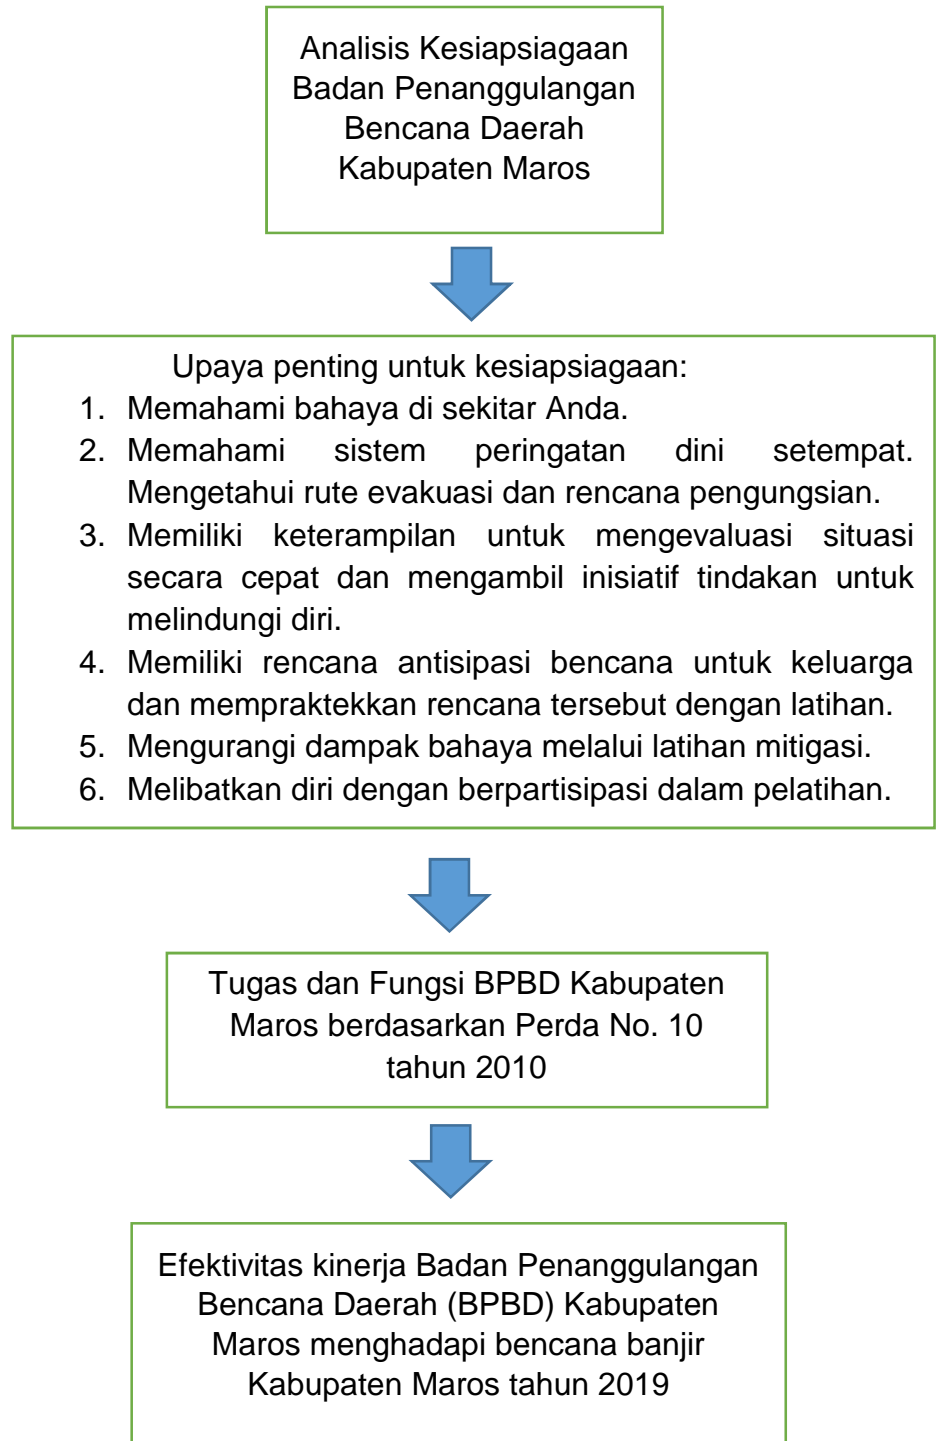 Analisis Kesiapsiagaan
Badan Penanggulangan
Bencana Daerah
Kabupaten Maros
Upaya penting untuk kesiapsiagaan:
1. Memahami bahaya di sekitar Anda.
2. Memahami sistem peringatan dini setempat.
Mengetahui rute evakuasi dan rencana pengungsian.
3. Memiliki keterampilan untuk mengevaluasi situasi
secara cepat dan mengambil inisiatif tindakan untuk
melindungi diri.
4. Memiliki rencana antisipasi bencana untuk keluarga
dan mempraktekkan rencana tersebut dengan latihan.
5. Mengurangi dampak bahaya melalui latihan mitigasi.
6. Melibatkan diri dengan berpartisipasi dalam pelatihan.
Tugas dan Fungsi BPBD Kabupaten
Maros berdasarkan Perda No. 10
tahun 2010
Efektivitas kinerja Badan Penanggulangan
Bencana Daerah (BPBD) Kabupaten
Maros menghadapi bencana banjir
Kabupaten Maros tahun 2019